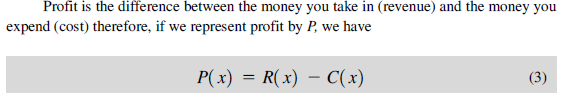 Profit is the difference between the money you take in (revenue) and the money you
expend (cost) therefore, if we represent profit by P, we have
P(x) = R(x) − C(x) (3)